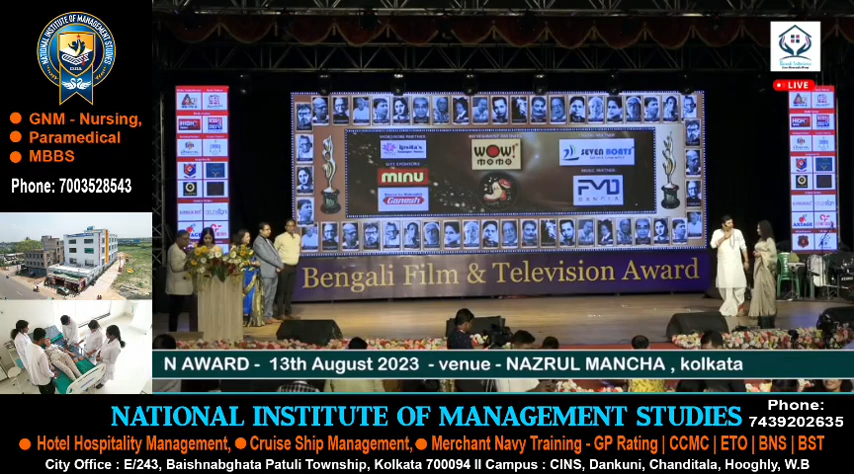 NATIONAL INSTITUTE OF MANAGEMENT STUDIES
GNM - Nursing,
Paramedical
MBBS
Phone: 7003528543
LIVE
WOW!
MOMO
SEVEN BOATS
MINU
Ganesh
FMD
BANGLA
Bengali Film & Television Award
N AWARD - 13th August 2023 - venue - NAZRUL MANCHA , kolkata
NATIONAL INSTITUTE OF MANAGEMENT STUDIES
Phone:
7439202635
Hotel Hospitality Management, Cruise Ship Management, Merchant Navy Training - GP Rating | CCMC | ETO | BNS | BST
City Office : E/243, Baishnabghata Patuli Township, Kolkata 700094 II Campus : CINS, Dankuni, Chanditala, Hooghly, W.B